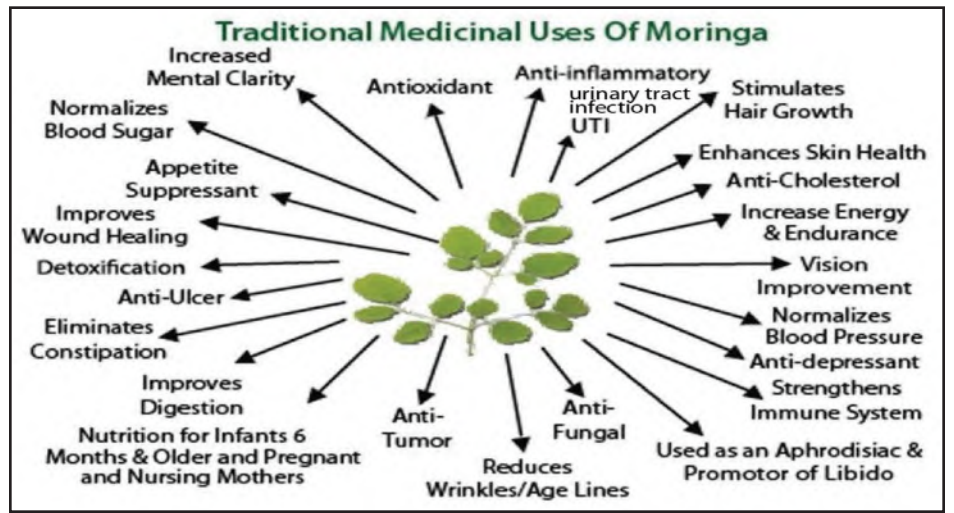 Traditional Medicinal Uses Of Moringa
Increased
Mental Clarity
Antioxidant
Anti-inflammatory
urinary tract
infection
UTI
Stimulates
Hair Growth
Normalizes
Blood Sugar
Enhances Skin Health
Appetite
Suppressant
Anti-Cholesterol
Improves
Wound Healing
Increase Energy
& Endurance
Detoxification
Vision
Improvement
Anti-Ulcer
Normalizes
Blood Pressure
Eliminates
Constipation
Anti-depressant
Improves
Digestion
Strengthens
Immune System
Nutrition for Infants 6
Months & Older and Pregnant
and Nursing Mothers
Anti-
Tumor
Reduces
Wrinkles/Age Lines
Anti-
Fungal
Used as an Aphrodisiac &
Promotor of Libido